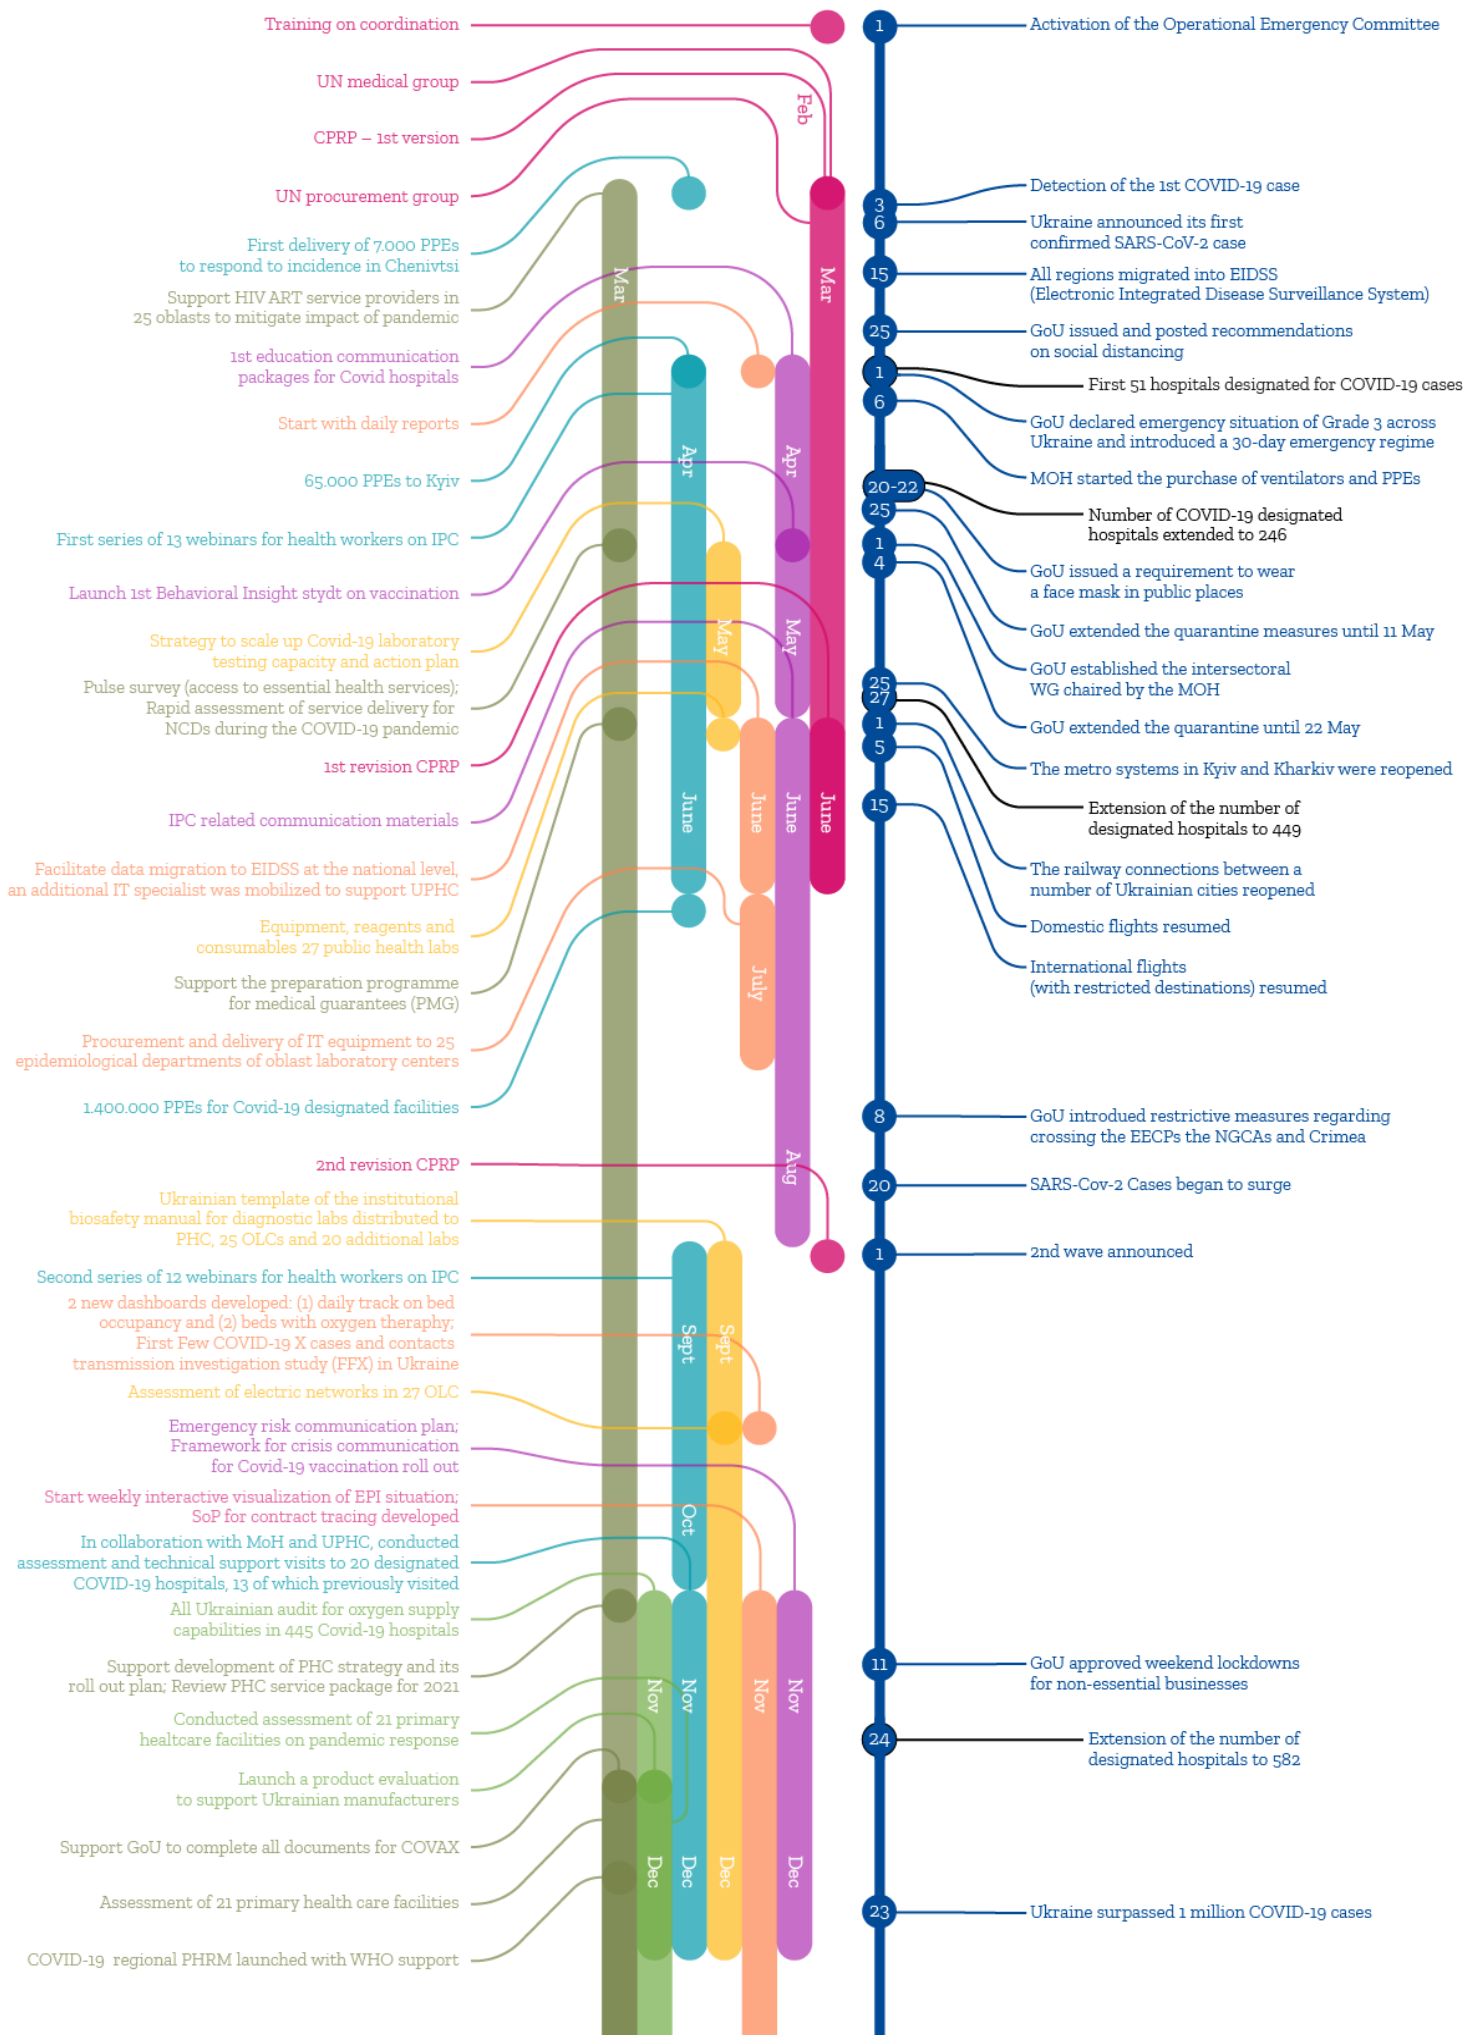 Training on coordination
UN medical group
CPRP – 1st version
UN procurement group
First delivery of 7.000 PPEs
to respond to incidence in Chenivtsi
Support HIV ART service providers in
25 oblasts to mitigate impact of pandemic
1st education communication
packages for Covid hospitals
Start with daily reports
65.000 PPEs to Kyiv
First series of 13 webinars for health workers on IPC
Launch 1st Behavioral Insight stydt on vaccination
Strategy to scale up Covid-19 laboratory
testing capacity and action plan
Pulse survey (access to essential health services);
Rapid assessment of service delivery for
NCDs during the COVID-19 pandemic
1st revision CPRP
IPC related communication materials
Facilitate data migration to EIDSS at the national level,
an additional IT specialist was mobilized to support UPHC
Equipment, reagents and
consumables 27 public health labs
Support the preparation programme
for medical guarantees (PMG)
Procurement and delivery of IT equipment to 25
epidemiological departments of oblast laboratory centers
1.400.000 PPEs for Covid-19 designated facilities
2nd revision CPRP
Ukrainian template of the institutional
biosafety manual for diagnostic labs distributed to
PHC, 25 OLCs and 20 additional labs
Second series of 12 webinars for health workers on IPC
2 new dashboards developed: (1) daily track on bed
occupancy and (2) beds with oxygen theraphy;
First Few COVID-19 X cases and contacts
transmission investigation study (FFX) in Ukraine
Assessment of electric networks in 27 OLC
Emergency risk communication plan;
Framework for crisis communication
for Covid-19 vaccination roll out
Start weekly interactive visualization of EPI situation;
SoP for contract tracing developed
In collaboration with MoH and UPHC, conducted
assessment and technical support visits to 20 designated
COVID-19 hospitals, 13 of which previously visited
All Ukrainian audit for oxygen supply
capabilities in 445 Covid-19 hospitals
Support development of PHC strategy and its
roll out plan; Review PHC service package for 2021
Conducted assessment of 21 primary
healtcare facilities on pandemic response
Launch a product evaluation
to support Ukrainian manufacturers
Support GoU to complete all documents for COVAX
Assessment of 21 primary health care facilities
COVID-19 regional PHRM launched with WHO support
Feb
Mar
Mar
Apr
Apr
May
May
June
June
June
June
July
Aug
Sept
Sept
Oct
Nov
Nov
Nov
Nov
Dec
Dec
Dec
Dec
1
Activation of the Operational Emergency Committee
3
Detection of the 1st COVID-19 case
6
Ukraine announced its first
confirmed SARS-CoV-2 case
15
All regions migrated into EIDSS
(Electronic Integrated Disease Surveillance System)
25
GoU issued and posted recommendations
on social distancing
1
First 51 hospitals designated for COVID-19 cases
GoU declared emergency situation of Grade 3 across
Ukraine and introduced a 30-day emergency regime
6
MOH started the purchase of ventilators and PPEs
20-22
Number of COVID-19 designated
hospitals extended to 246
GoU issued a requirement to wear
a face mask in public places
25
GoU extended the quarantine measures until 11 May
1
GoU established the intersectoral
WG chaired by the MOH
4
GoU extended the quarantine until 22 May
25
The metro systems in Kyiv and Kharkiv were reopened
27
Extension of the number of
designated hospitals to 449
1
The railway connections between a
number of Ukrainian cities reopened
5
Domestic flights resumed
15
International flights
(with restricted destinations) resumed
8
GoU introdued restrictive measures regarding
crossing the EECPs the NGCAs and Crimea
20
SARS-Cov-2 Cases began to surge
1
2nd wave announced
11
GoU approved weekend lockdowns
for non-essential businesses
24
Extension of the number of
designated hospitals to 582
23
Ukraine surpassed 1 million COVID-19 cases